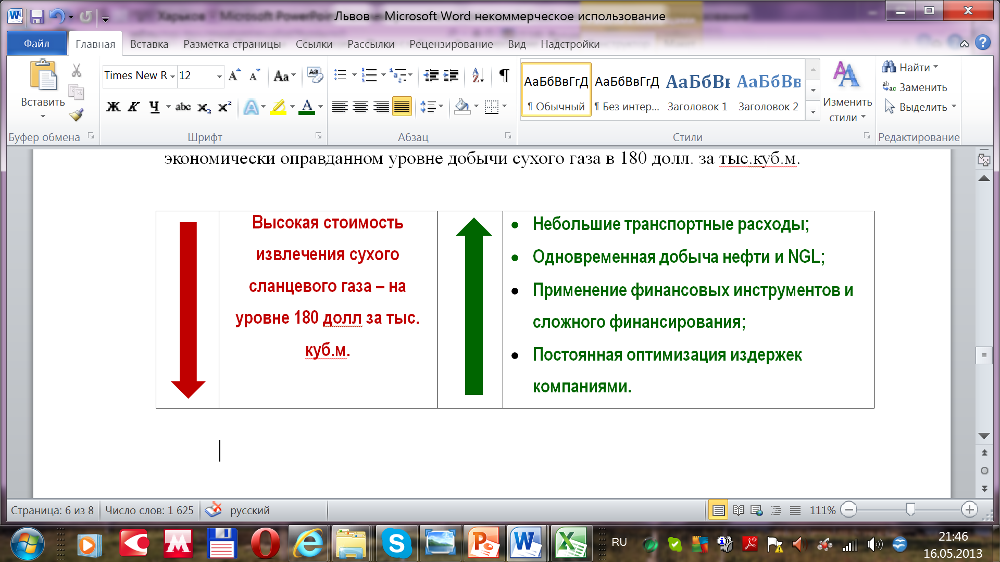 Львов - Microsoft Word некоммерческое использование
Файл Главная Вставка Разметка страницы Ссылки Рассылки Рецензирование Вид Надстройки
Вставить
Буфер обмена
Times New R 12
Aa
Ж К Ч abc x₂ x²
Шрифт
Абзац
АаБбВвГгД АаБбВвГгД АаБбВв АаБбВв
¶ Обычный ¶ Без интер... Заголовок 1 Заголовок 2
Изменить
стили
Стили
Найти
Заменить
Выделить
Редактирование
экономически оправданном уровне добычи сухого газа в 180 долл. за тыс.куб.м.
Высокая стоимость
извлечения сухого
сланцевого газа – на
уровне 180 долл за тыс.
куб.м.
• Небольшие транспортные расходы;
• Одновременная добыча нефти и NGL;
• Применение финансовых инструментов и
сложного финансирования;
• Постоянная оптимизация издержек
компаниями.
Страница: 6 из 8 Число слов: 1 625 русский 111%
RU
21:46
16.05.2013